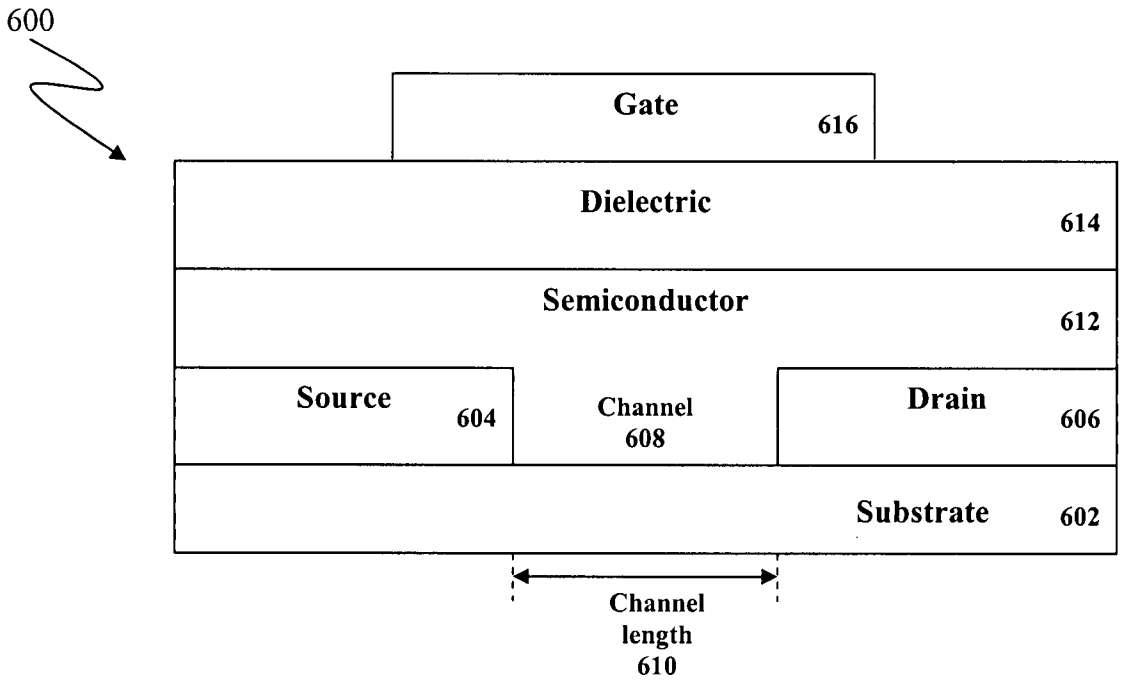 600
Gate
616
Dielectric
614
Semiconductor
612
Source
604
Channel
608
Drain
606
Substrate 602
Channel
length
610